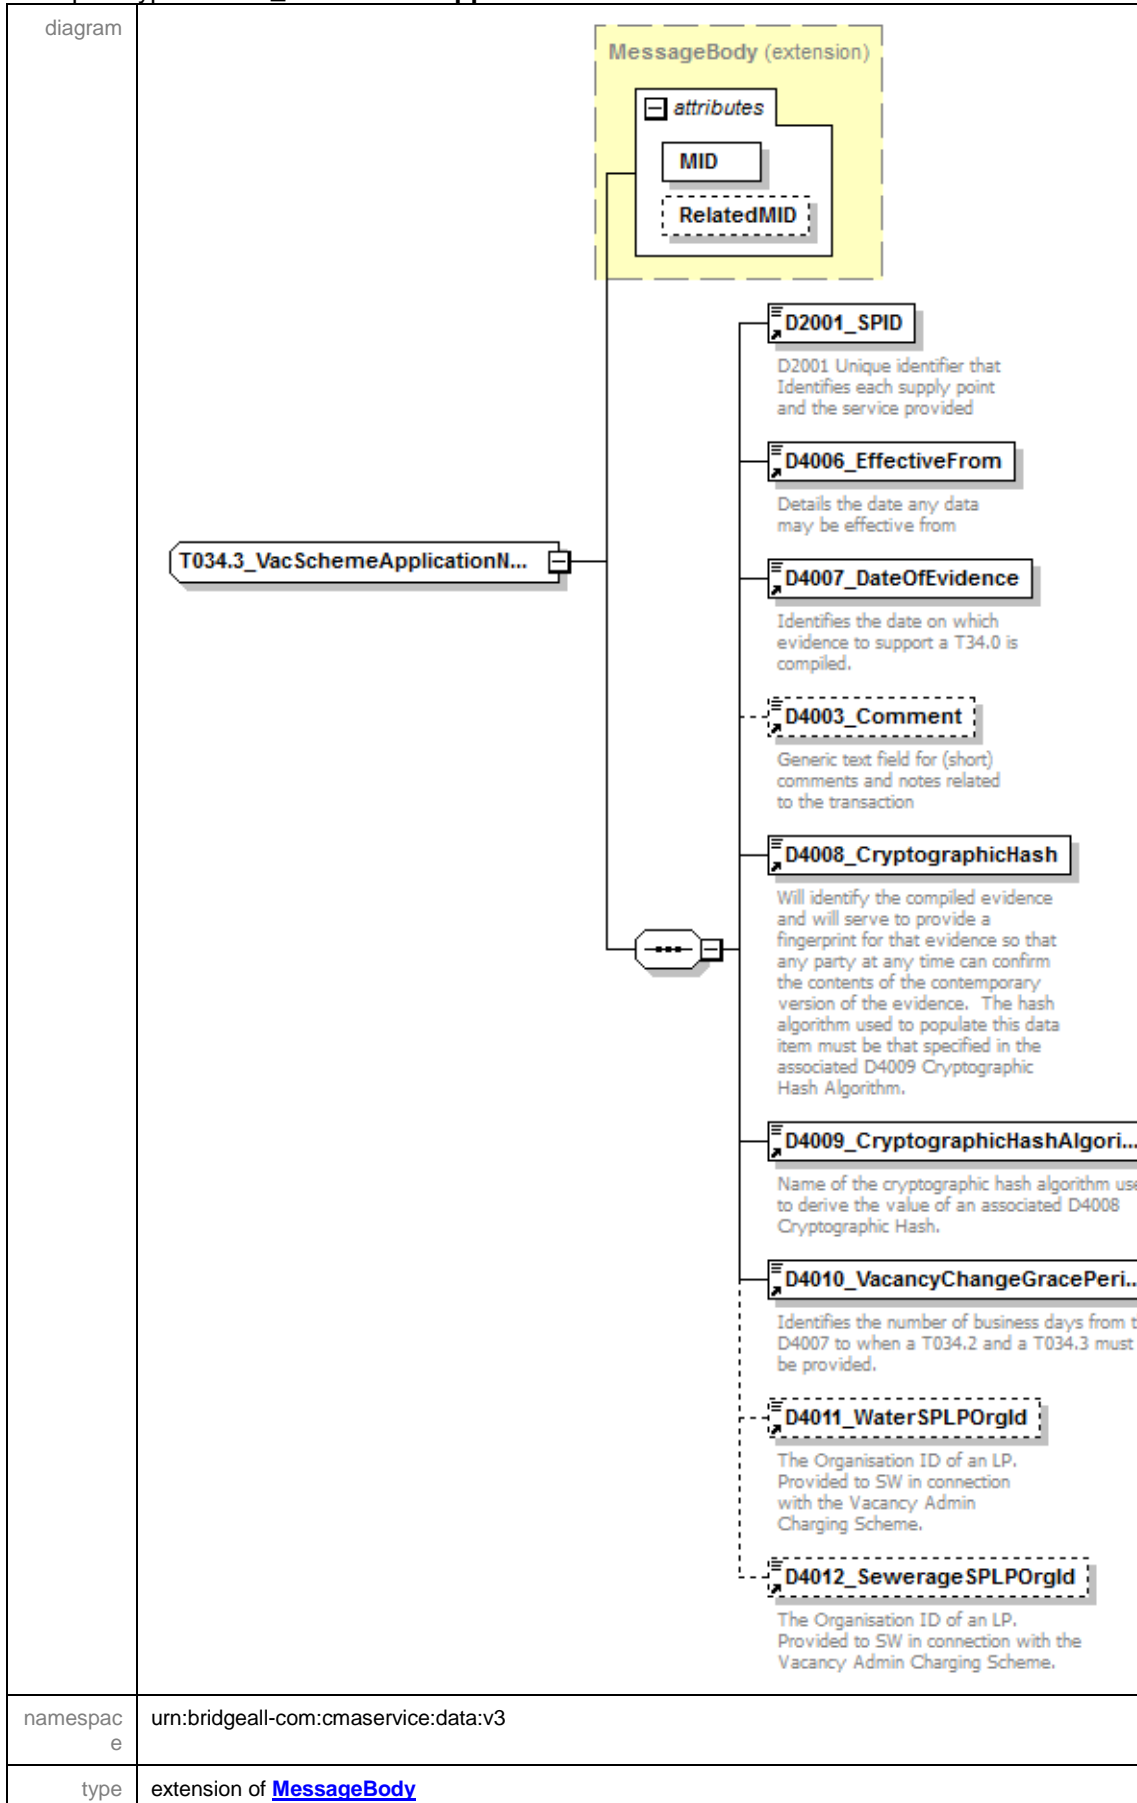 diagram
MessageBody (extension)
attributes
MID
RelatedMID
T034.3_VacSchemeApplicationN...
D2001_SPID
D2001 Unique identifier that
Identifies each supply point
and the service provided
D4006_EffectiveFrom
Details the date any data
may be effective from
D4007_DateOfEvidence
Identifies the date on which
evidence to support a T34.0 is
compiled.
D4003_Comment
Generic text field for (short)
comments and notes related
to the transaction
D4008_CryptographicHash
Will identify the compiled evidence
and will serve to provide a
fingerprint for that evidence so that
any party at any time can confirm
the contents of the contemporary
version of the evidence. The hash
algorithm used to populate this data
item must be that specified in the
associated D4009 Cryptographic
Hash Algorithm.
D4009_CryptographicHashAlgori...
Name of the cryptographic hash algorithm use
to derive the value of an associated D4008
Cryptographic Hash.
D4010_VacancyChangeGracePeri...
Identifies the number of business days from t
D4007 to when a T034.2 and a T034.3 must
be provided.
D4011_WaterSPLPOrgId
The Organisation ID of an LP.
Provided to SW in connection
with the Vacancy Admin
Charging Scheme.
D4012_SewerageSPLPOrgId
The Organisation ID of an LP.
Provided to SW in connection with the
Vacancy Admin Charging Scheme.
namespac
e
urn:bridgeall-com:cmaservice:data:v3
type
extension of MessageBody